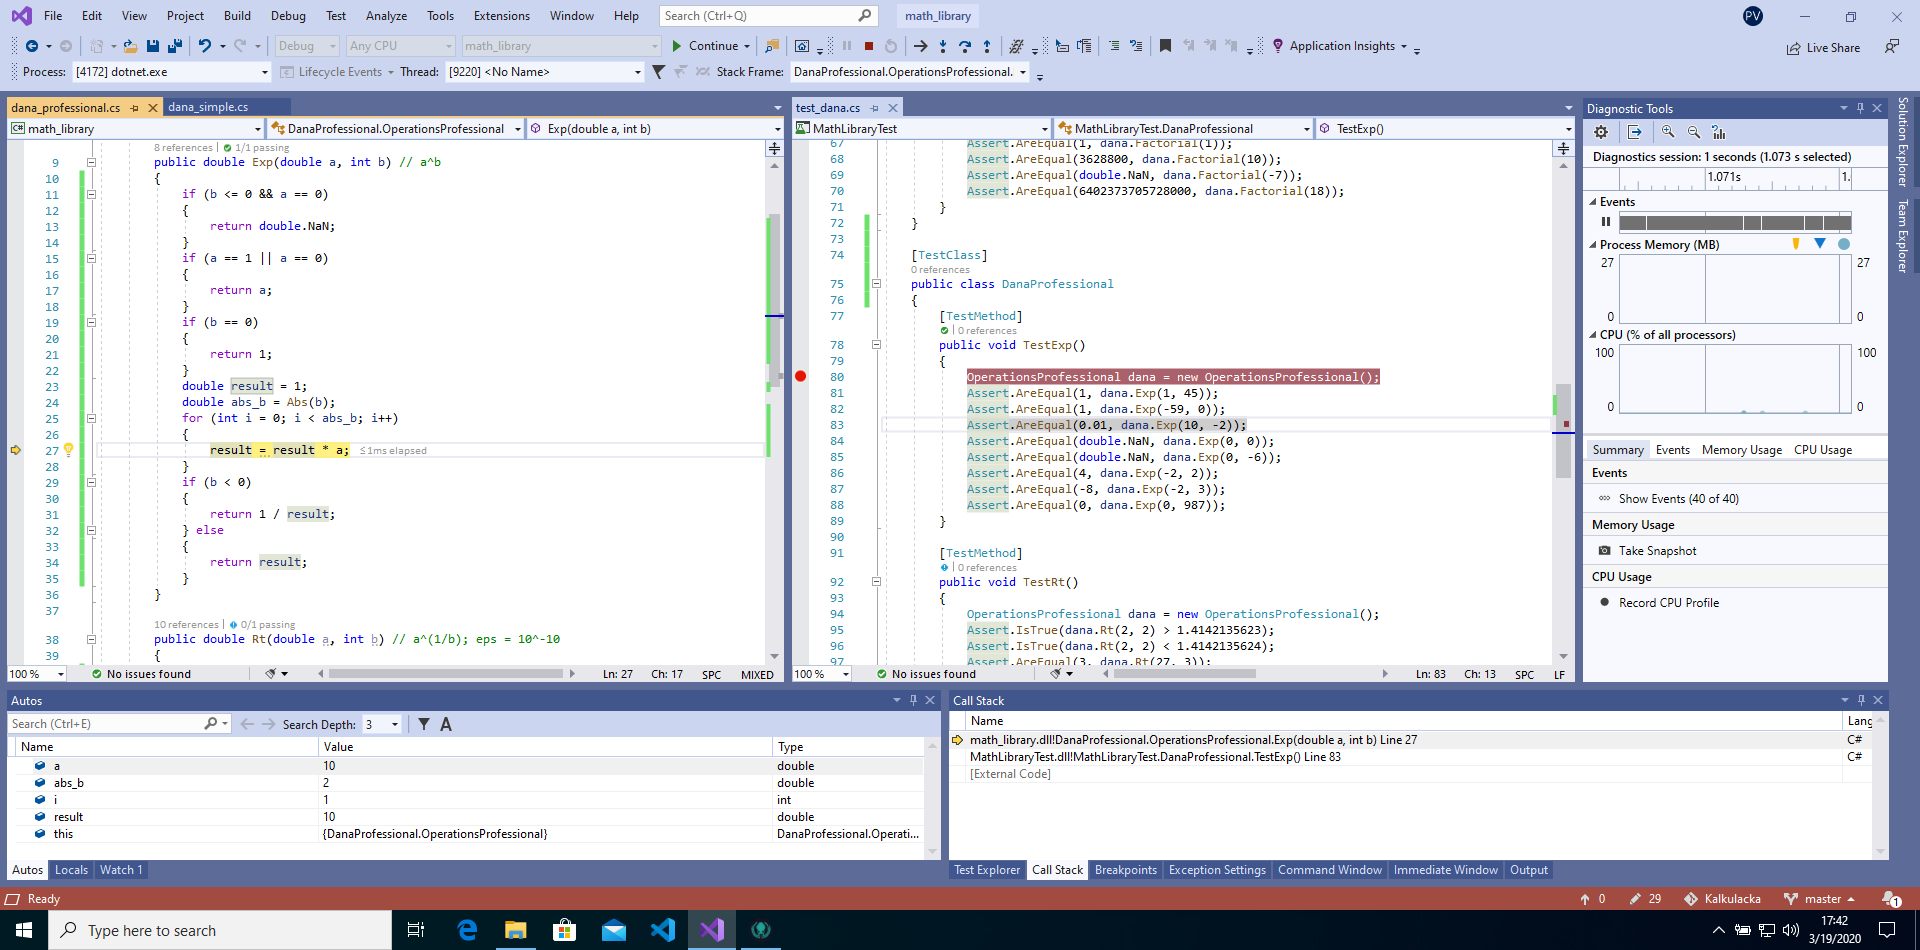 File Edit View Project Build Debug Test Analyze Tools Extensions Window Help Search (Ctrl+Q) math_library PV
Debug Any CPU math_library Continue Application Insights Live Share
Process: [4172] dotnet.exe Lifecycle Events Thread: [9220] <No Name> Stack Frame: DanaProfessional.OperationsProfessional.
dana_professional.cs dana_simple.cs
C# math_library DanaProfessional.OperationsProfessional Exp(double a, int b)
8 references | 1/1 passing
9 public double Exp(double a, int b) // a^b
10 {
11 if (b <= 0 && a == 0)
12 {
13 return double.NaN;
14 }
15 if (a == 1 || a == 0)
16 {
17 return a;
18 }
19 if (b == 0)
20 {
21 return 1;
22 }
23 double result = 1;
24 double abs_b = Abs(b);
25 for (int i = 0; i < abs_b; i++)
26 {
27 result = result * a; ≤1ms elapsed
28 }
29 if (b < 0)
30 {
31 return 1 / result;
32 } else
33 {
34 return result;
35 }
36 }
37
10 references | 0/1 passing
38 public double Rt(double a, int b) // a^(1/b); eps = 10^-10
39 {
100 % No issues found Ln: 27 Ch: 17 SPC MIXED
test_dana.cs
MathLibraryTest MathLibraryTest.DanaProfessional TestExp()
67 Assert.AreEqual(1, dana.Factorial(1));
68 Assert.AreEqual(3628800, dana.Factorial(10));
69 Assert.AreEqual(double.NaN, dana.Factorial(-7));
70 Assert.AreEqual(6402373705728000, dana.Factorial(18));
71 }
72 }
73
74 [TestClass]
0 references
75 public class DanaProfessional
76 {
77 [TestMethod]
| 0 references
78 public void TestExp()
79 {
80 OperationsProfessional dana = new OperationsProfessional();
81 Assert.AreEqual(1, dana.Exp(1, 45));
82 Assert.AreEqual(1, dana.Exp(-59, 0));
83 Assert.AreEqual(0.01, dana.Exp(10, -2));
84 Assert.AreEqual(double.NaN, dana.Exp(0, 0));
85 Assert.AreEqual(double.NaN, dana.Exp(0, -6));
86 Assert.AreEqual(4, dana.Exp(-2, 2));
87 Assert.AreEqual(-8, dana.Exp(-2, 3));
88 Assert.AreEqual(0, dana.Exp(0, 987));
89 }
90
91 [TestMethod]
| 0 references
92 public void TestRt()
93 {
94 OperationsProfessional dana = new OperationsProfessional();
95 Assert.IsTrue(dana.Rt(2, 2) > 1.4142135623);
96 Assert.IsTrue(dana.Rt(2, 2) < 1.4142135624);
97 Assert.AreEqual(3, dana.Rt(27, 3));
100 % No issues found Ln: 83 Ch: 13 SPC LF
Diagnostic Tools
Diagnostics session: 1 seconds (1.073 s selected)
1.071s 1.
Events
Process Memory (MB)
27 27
0 0
CPU (% of all processors)
100 100
0 0
Summary Events Memory Usage CPU Usage
Events
Show Events (40 of 40)
Memory Usage
Take Snapshot
CPU Usage
Record CPU Profile
Solution Explorer
Team Explorer
Autos
Search (Ctrl+E) Search Depth: 3 A
Name Value Type
a 10 double
abs_b 2 double
i 1 int
result 10 double
this {DanaProfessional.OperationsProfessional} DanaProfessional.Operati...
Autos Locals Watch 1
Call Stack
Name Lang
math_library.dll!DanaProfessional.OperationsProfessional.Exp(double a, int b) Line 27 C#
MathLibraryTest.dll!MathLibraryTest.DanaProfessional.TestExp() Line 83 C#
[External Code]
Test Explorer Call Stack Breakpoints Exception Settings Command Window Immediate Window Output
Ready 0 29 Kalkulacka master 1
Type here to search
17:42
3/19/2020